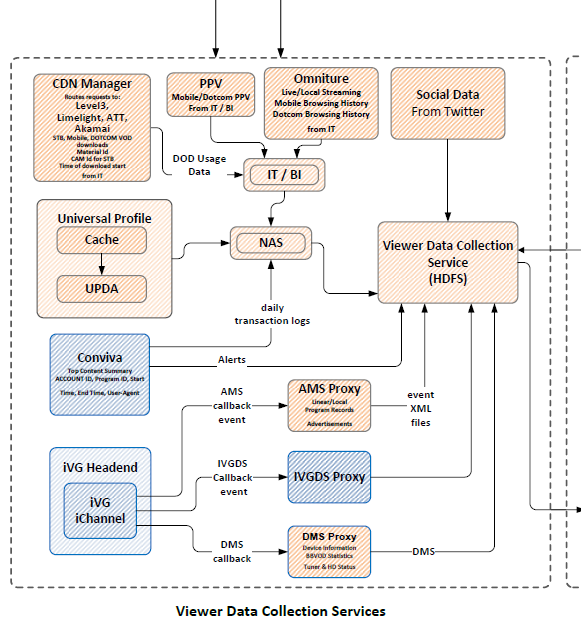 CDN Manager
Routes requests to:
Level3,
Limelight, ATT,
Akamai
STB, Mobile, DOTCOM VOD
downloads
Material Id
CAM Id for STB
Time of download start
from IT
PPV
Mobile/Dotcom PPV
From IT / BI
Omniture
Live/Local Streaming
Mobile Browsing History
Dotcom Browsing History
from IT
Social Data
From Twitter
DOD Usage
Data
IT / BI
Universal Profile
Cache
UPDA
NAS
Viewer Data Collection
Service
(HDFS)
daily
transaction logs
Conviva
Top Content Summary
ACCOUNT ID, Program ID, Start
Time, End Time, User-Agent
Alerts
AMS
callback
event
AMS Proxy
Linear/Local
Program Records
Advertisements
event
XML
files
iVG Headend
iVG
iChannel
IVGDS
Callback
event
IVGDS Proxy
DMS
callback
DMS Proxy
Device Information
BBVOD Statistics
Tuner & HD Status
DMS
Viewer Data Collection Services